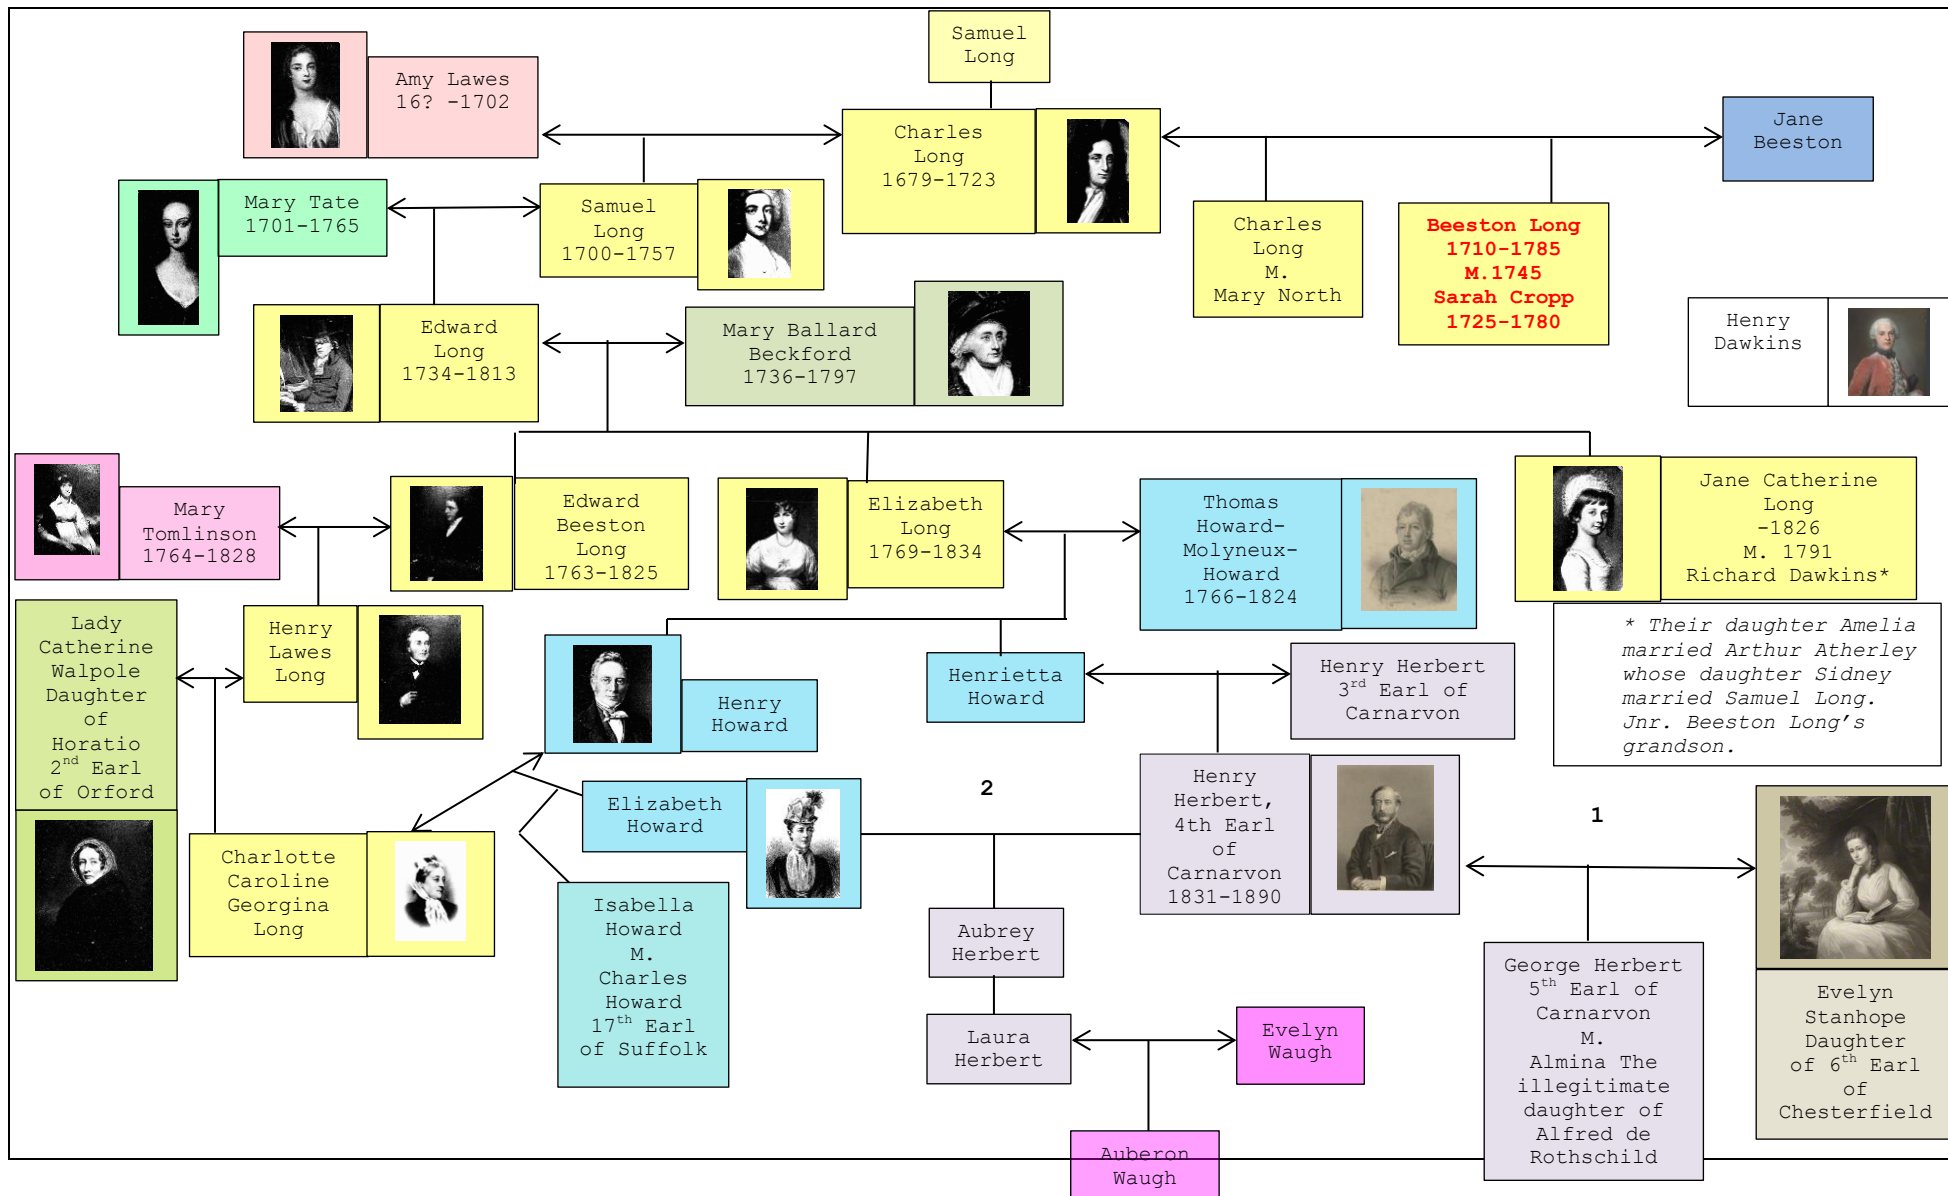 Samuel
Long
Amy Lawes
16? -1702
Charles
Long
1679-1723
Jane
Beeston
Mary Tate
1701-1765
Samuel
Long
1700-1757
Charles
Long
M.
Mary North
Beeston Long
1710-1785
M.1745
Sarah Cropp
1725-1780
Henry
Dawkins
Edward
Long
1734-1813
Mary Ballard
Beckford
1736-1797
Mary
Tomlinson
1764-1828
Edward
Beeston
Long
1763-1825
Elizabeth
Long
1769-1834
Thomas
Howard-
Molyneux-
Howard
1766-1824
Jane Catherine
Long
-1826
M. 1791
Richard Dawkins*
* Their daughter Amelia
married Arthur Atherley
whose daughter Sidney
married Samuel Long.
Jnr. Beeston Long’s
grandson.
Lady
Catherine
Walpole
Daughter
of
Horatio
2nd Earl
of Orford
Henry
Lawes
Long
Henry
Howard
Henrietta
Howard
Henry Herbert
3rd Earl of
Carnarvon
Elizabeth
Howard
2
Henry
Herbert,
4th Earl
of
Carnarvon
1831-1890
1
Charlotte
Caroline
Georgina
Long
Isabella
Howard
M.
Charles
Howard
17th Earl
of Suffolk
Aubrey
Herbert
George Herbert
5th Earl of
Carnarvon
M.
Almina The
illegitimate
daughter of
Alfred de
Rothschild
Evelyn
Stanhope
Daughter
of 6th Earl
of
Chesterfield
Laura
Herbert
Evelyn
Waugh
Auberon
Waugh